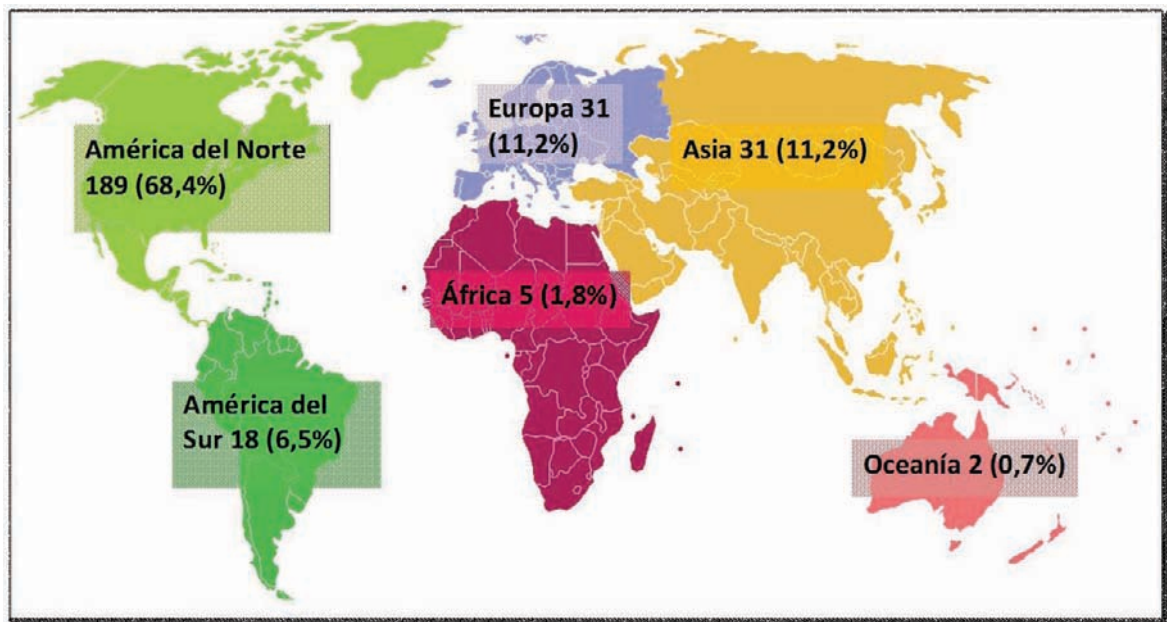 América del Norte
189 (68,4%)
Europa 31
(11,2%)
Asia 31 (11,2%)
África 5 (1,8%)
América del
Sur 18 (6,5%)
Oceanía 2 (0,7%)